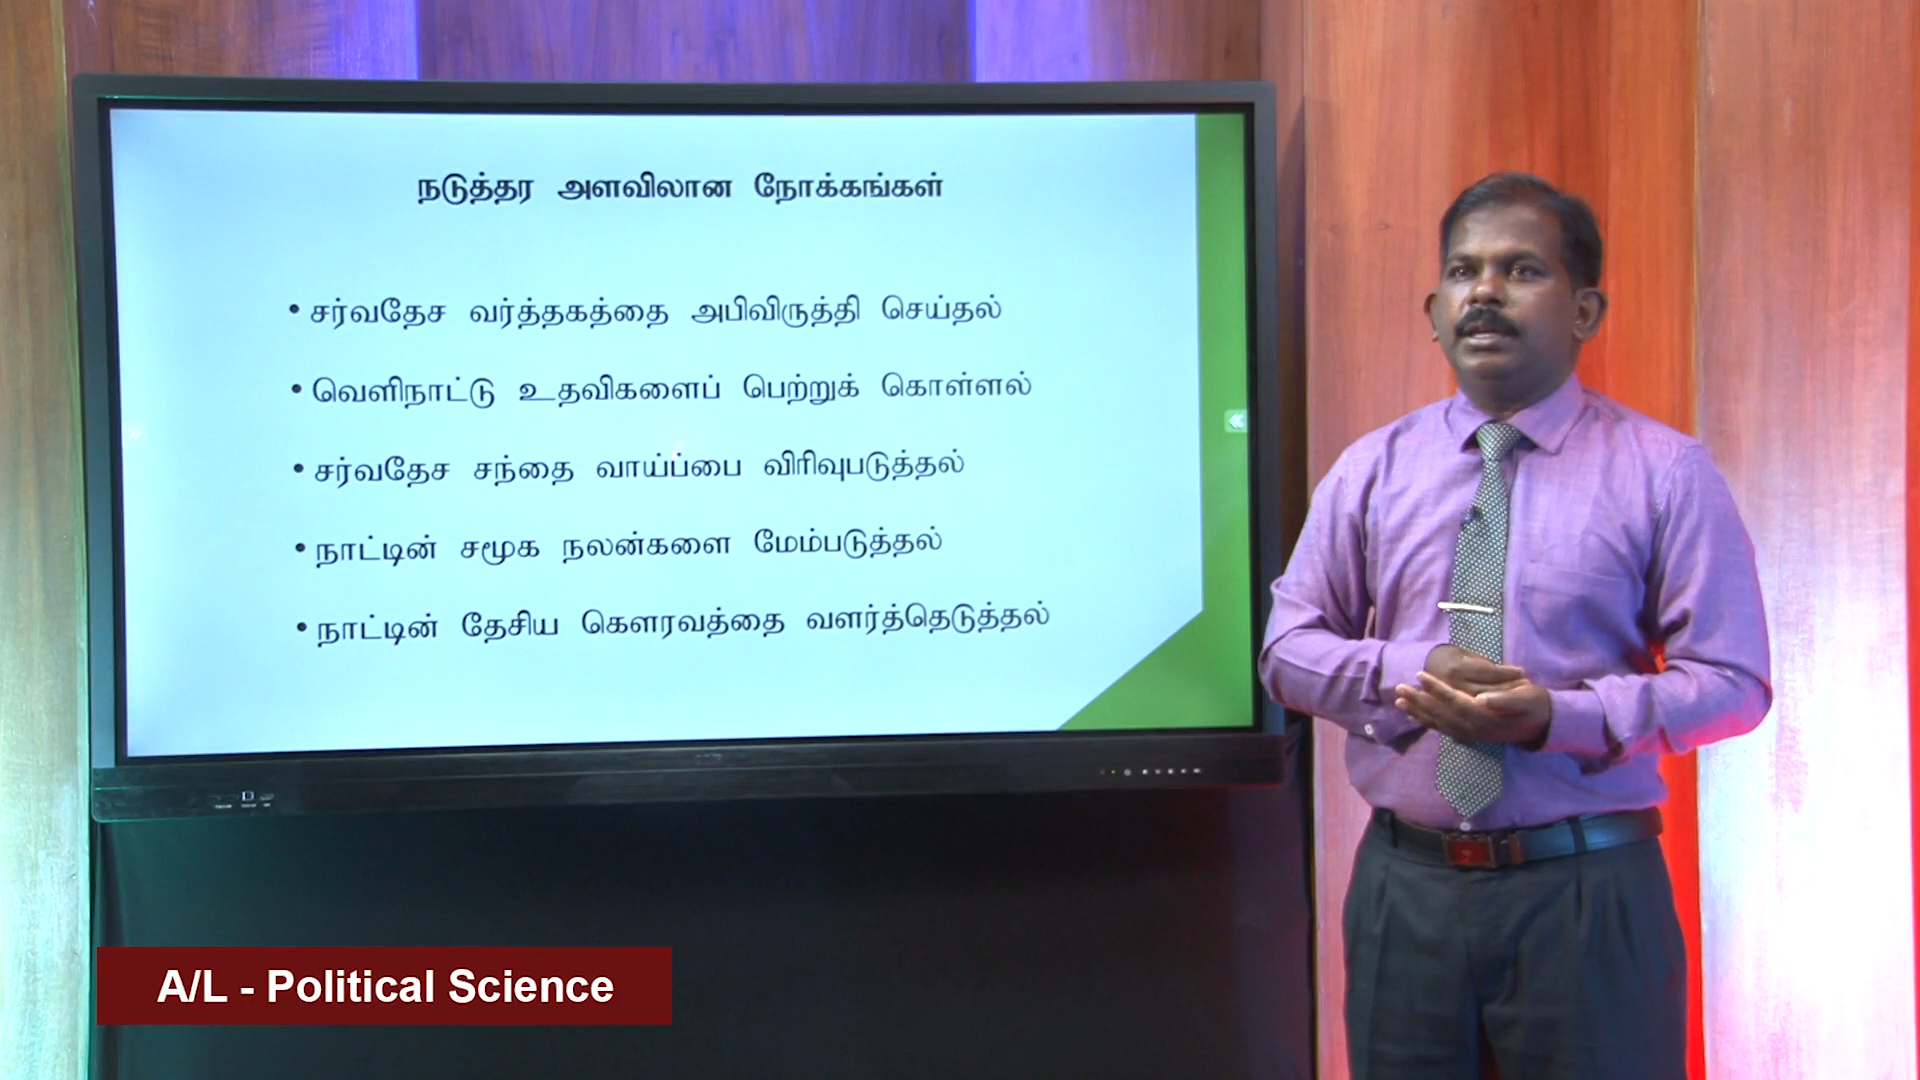 நடுத்தர அளவிலான நோக்கங்கள்
• சர்வதேச வர்த்தகத்தை அபிவிருத்தி செய்தல்
• வெளிநாட்டு உதவிகளைப் பெற்றுக் கொள்ளல்
• சர்வதேச சந்தை வாய்ப்பை விரிவுபடுத்தல்
• நாட்டின் சமூக நலன்களை மேம்படுத்தல்
• நாட்டின் தேசிய கௌரவத்தை வளர்த்தெடுத்தல்
A/L - Political Science